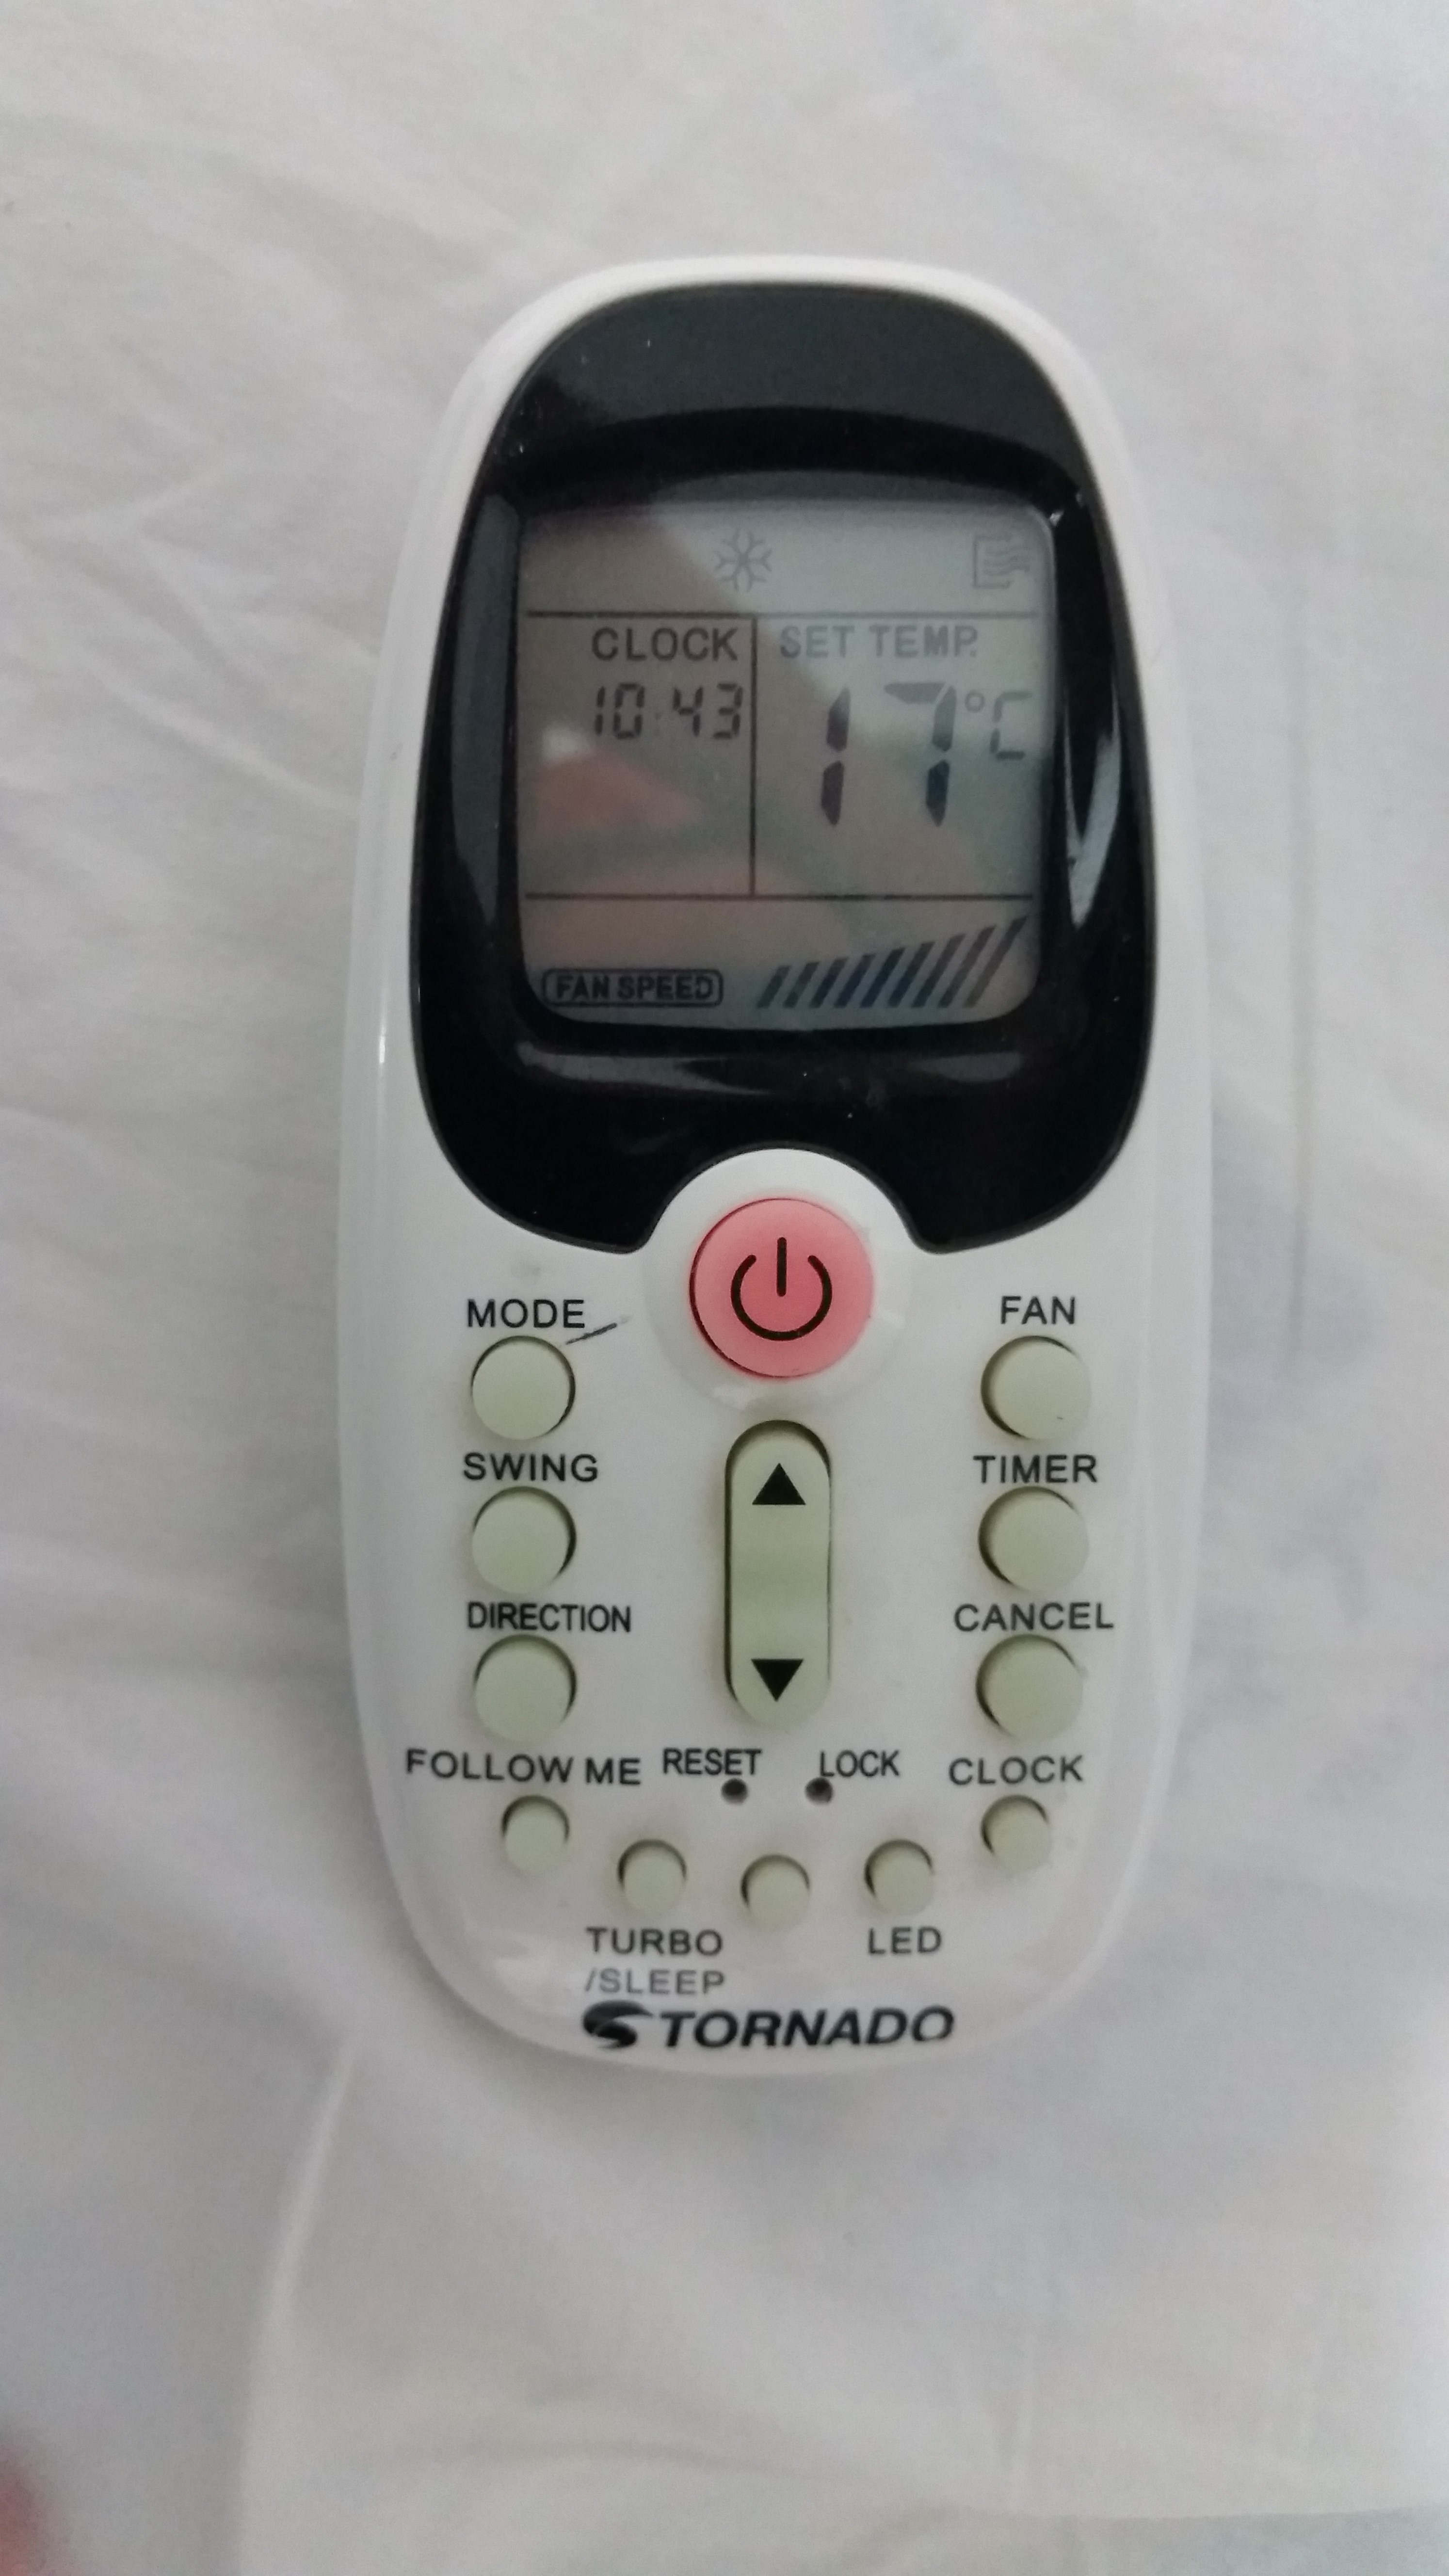 CLOCK SET TEMP.
10:43 17°C
FAN SPEED
MODE FAN
SWING TIMER
DIRECTION CANCEL
FOLLOW ME RESET LOCK CLOCK
TURBO LED
/SLEEP
TORNADO